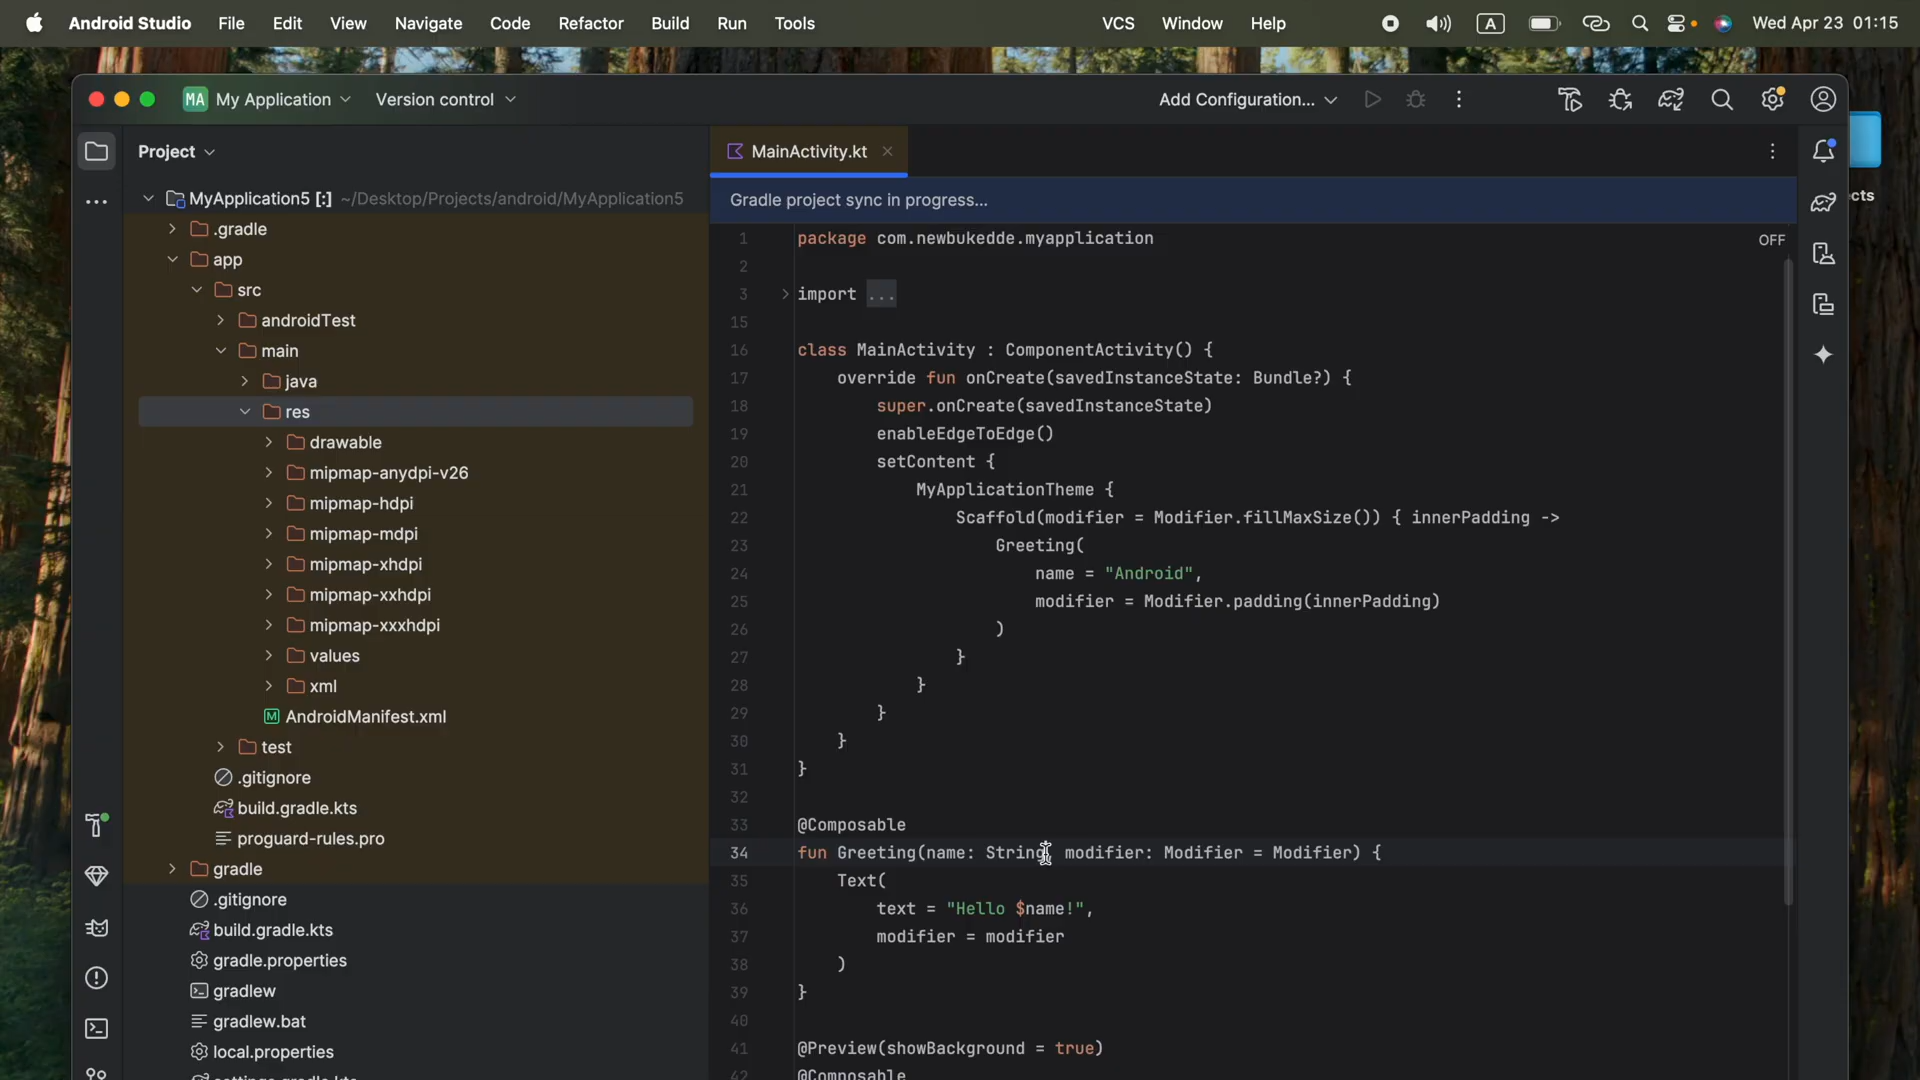 Android Studio File Edit View Navigate Code Refactor Build Run Tools VCS Window Help A Wed Apr 23 01:15
MA My Application Version control Add Configuration...
Project
MyApplication5 [:] ~/Desktop/Projects/android/MyApplication5
.gradle
app
src
androidTest
main
java
res
drawable
mipmap-anydpi-v26
mipmap-hdpi
mipmap-mdpi
mipmap-xhdpi
mipmap-xxhdpi
mipmap-xxxhdpi
values
xml
AndroidManifest.xml
test
.gitignore
build.gradle.kts
proguard-rules.pro
gradle
.gitignore
build.gradle.kts
gradle.properties
gradlew
gradlew.bat
local.properties
MainActivity.kt
Gradle project sync in progress...
OFF
1 package com.newbukedde.myapplication
2
3 import ...
15
16 class MainActivity : ComponentActivity() {
17 override fun onCreate(savedInstanceState: Bundle?) {
18 super.onCreate(savedInstanceState)
19 enableEdgeToEdge()
20 setContent {
21 MyApplicationTheme {
22 Scaffold(modifier = Modifier.fillMaxSize()) { innerPadding ->
23 Greeting(
24 name = "Android",
25 modifier = Modifier.padding(innerPadding)
26 )
27 }
28 }
29 }
30 }
31 }
32
33 @Composable
34 fun Greeting(name: String, modifier: Modifier = Modifier) {
35 Text(
36 text = "Hello $name!",
37 modifier = modifier
38 )
39 }
40
41 @Preview(showBackground = true)
42 @Composable